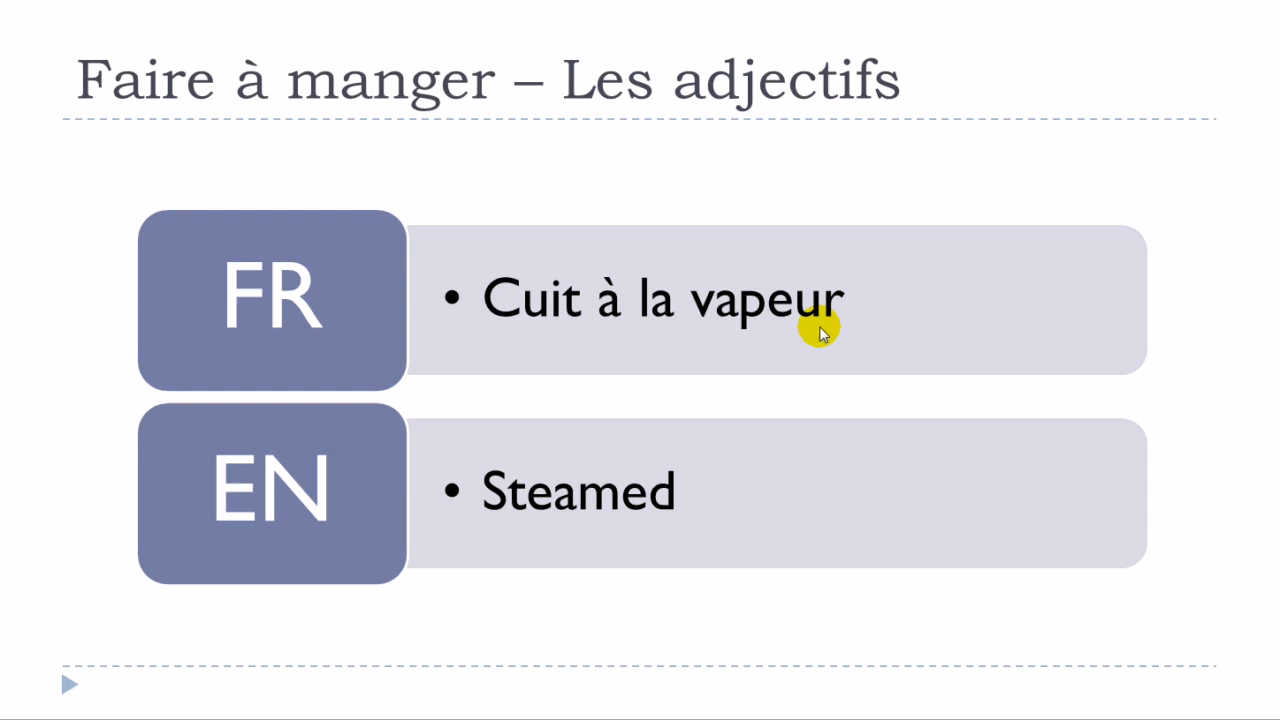 Faire à manger – Les adjectifs
FR
• Cuit à la vapeur
EN
• Steamed